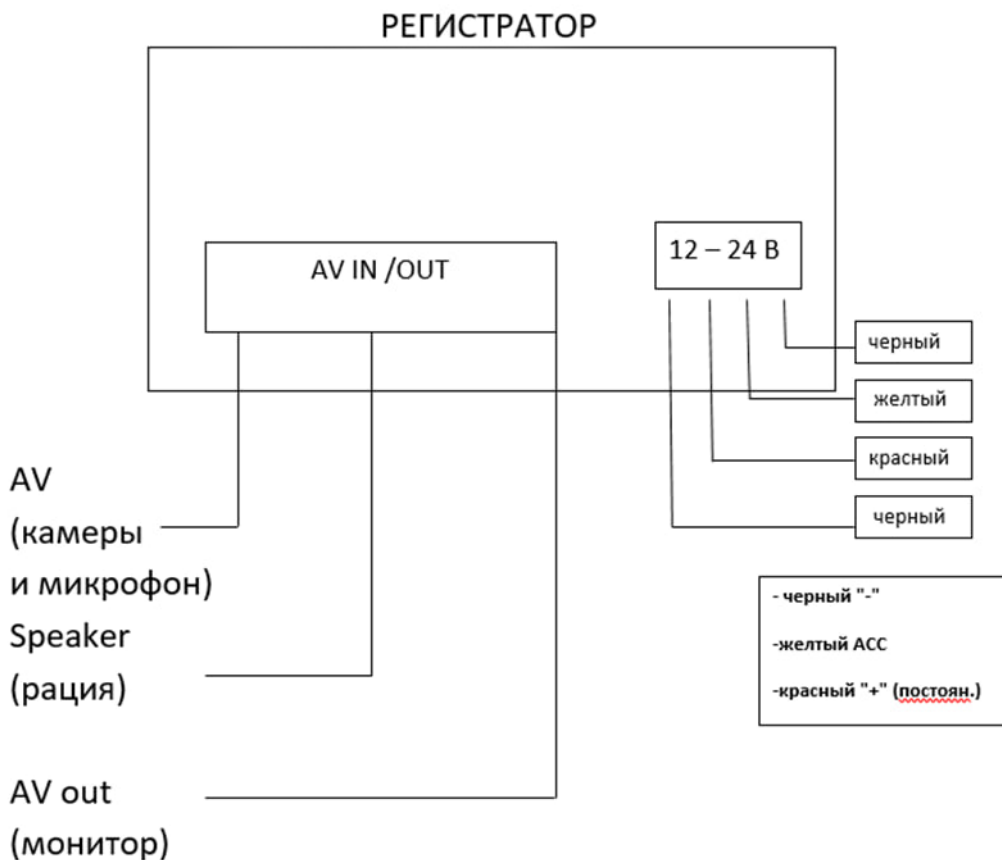 РЕГИСТРАТОР
AV IN /OUT
12 – 24 В
черный
желтый
красный
черный
AV
(камеры
и микрофон)
Speaker
(рация)
AV out
(монитор)
- черный "-"
-желтый АСС
-красный "+" (постоян.)